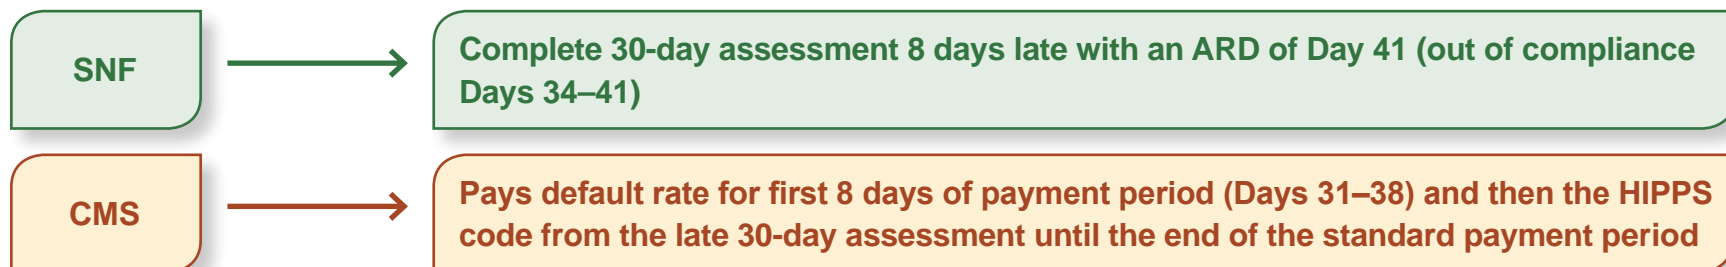 SNF
Complete 30-day assessment 8 days late with an ARD of Day 41 (out of compliance
Days 34–41)
CMS
Pays default rate for first 8 days of payment period (Days 31–38) and then the HIPPS
code from the late 30-day assessment until the end of the standard payment period